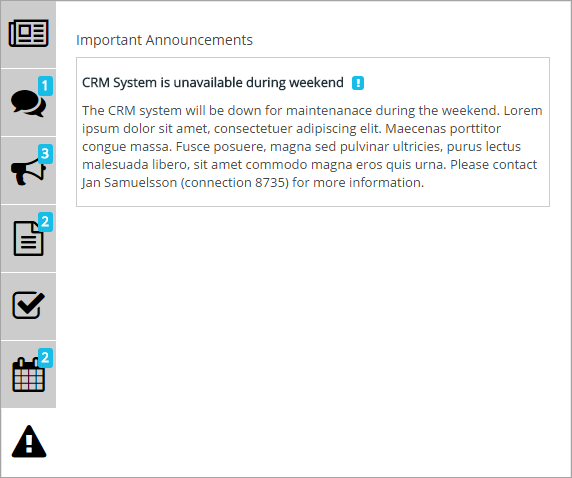 Important Announcements
1
CRM System is unavailable during weekend !
The CRM system will be down for maintenanace during the weekend. Lorem
ipsum dolor sit amet, consectetuer adipiscing elit. Maecenas porttitor
3
congue massa. Fusce posuere, magna sed pulvinar ultricies, purus lectus
malesuada libero, sit amet commodo magna eros quis urna. Please contact
Jan Samuelsson (connection 8735) for more information.
2
2